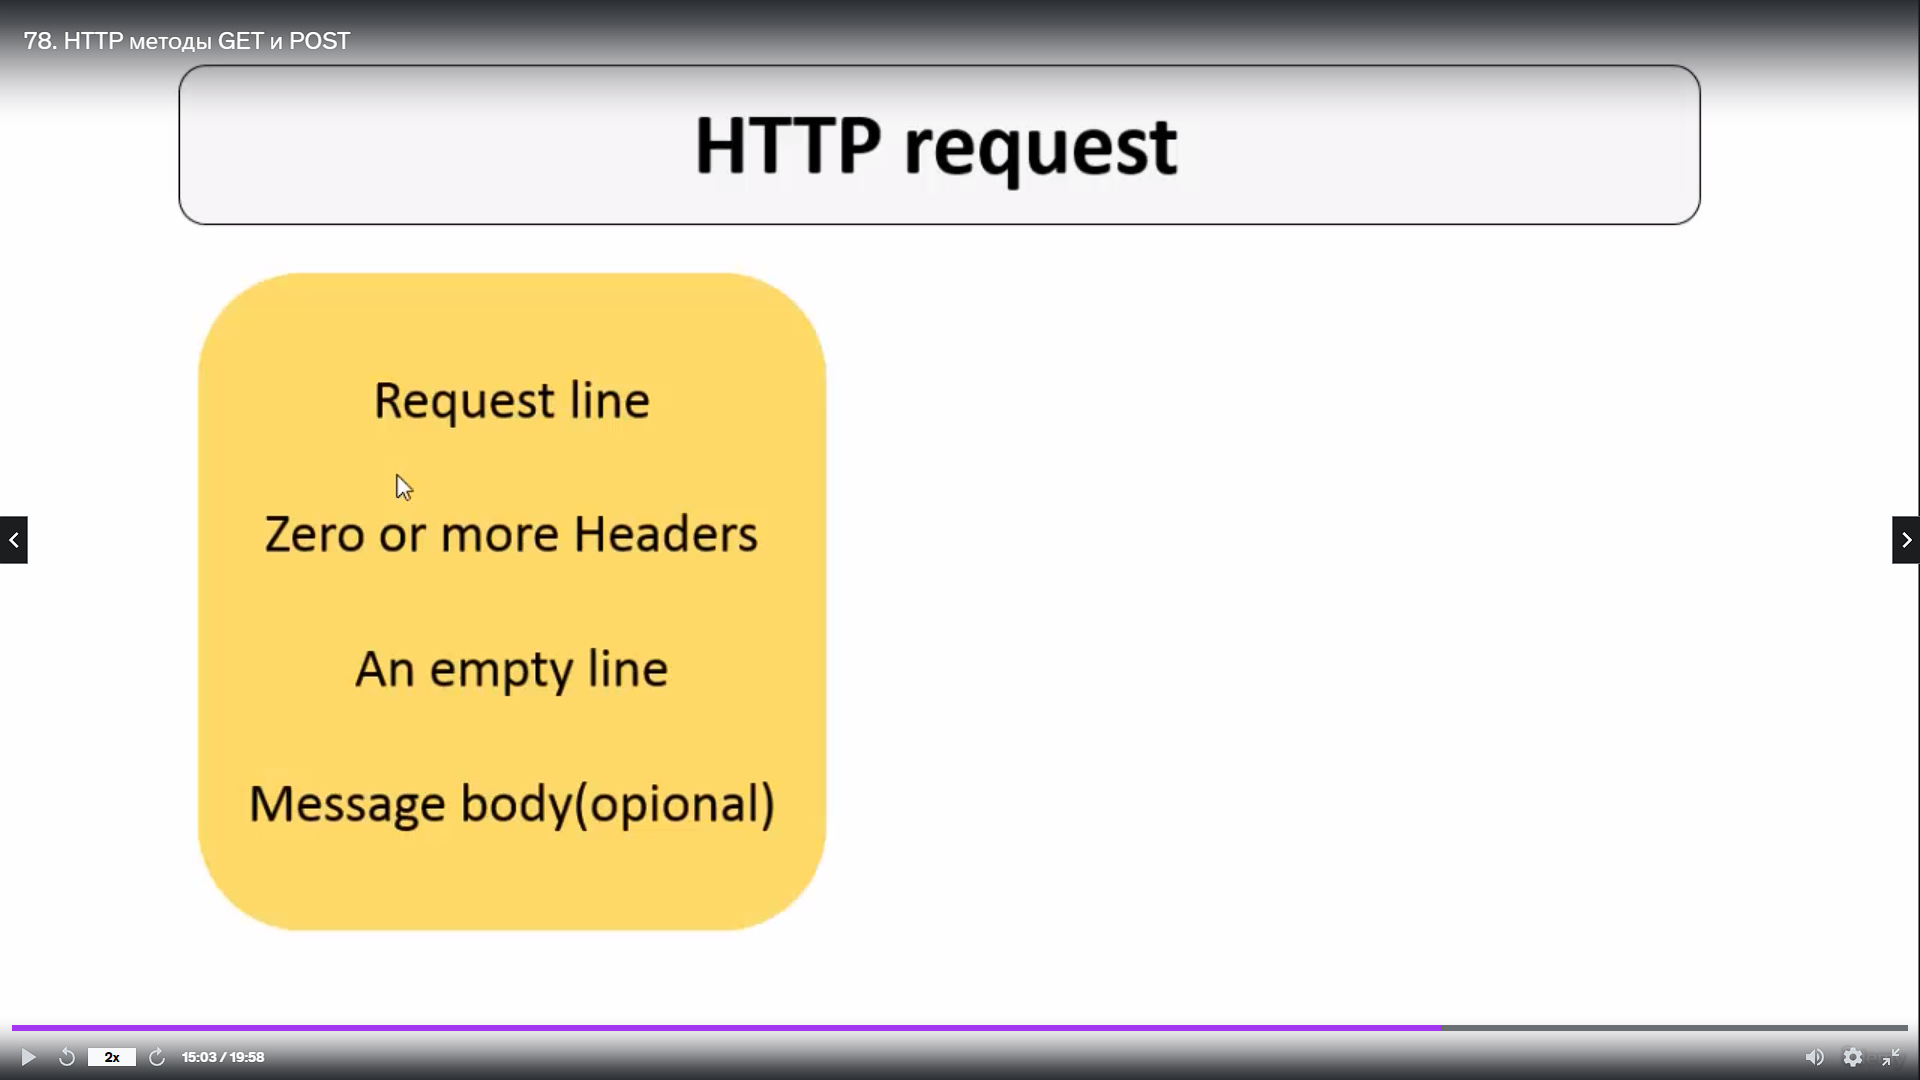 78. HTTP методы GET и POST
HTTP request
Request line
Zero or more Headers
An empty line
Message body(opional)
2x
15:03 / 19:58